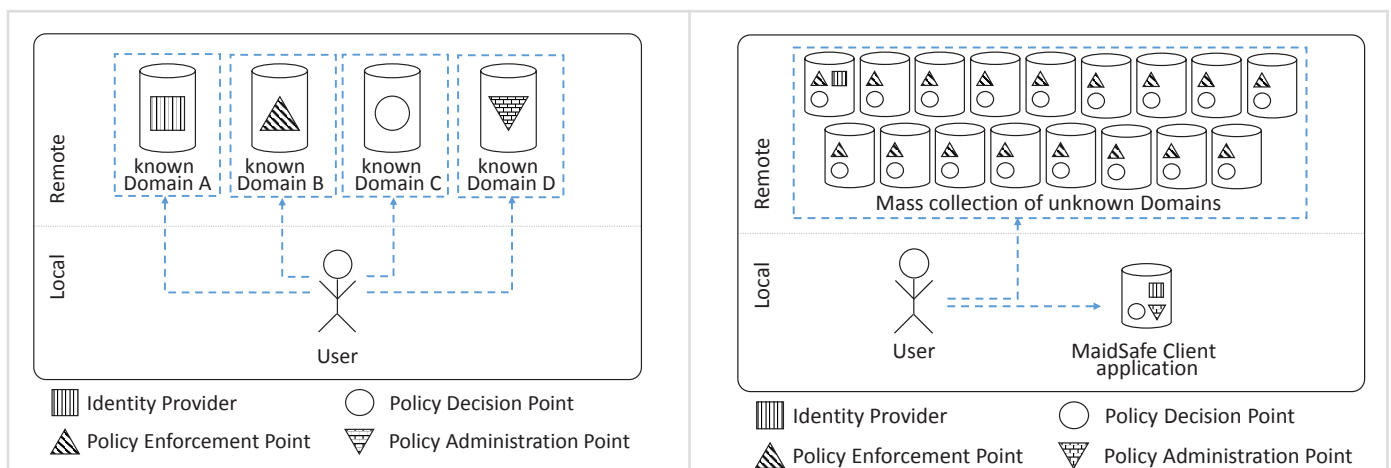 Remote
known
Domain A
known
Domain B
known
Domain C
known
Domain D
Local
User
Identity Provider
Policy Decision Point
Policy Enforcement Point
Policy Administration Point
Remote
Mass collection of unknown Domains
Local
User
MaidSafe Client
application
Identity Provider
Policy Decision Point
Policy Enforcement Point
Policy Administration Point